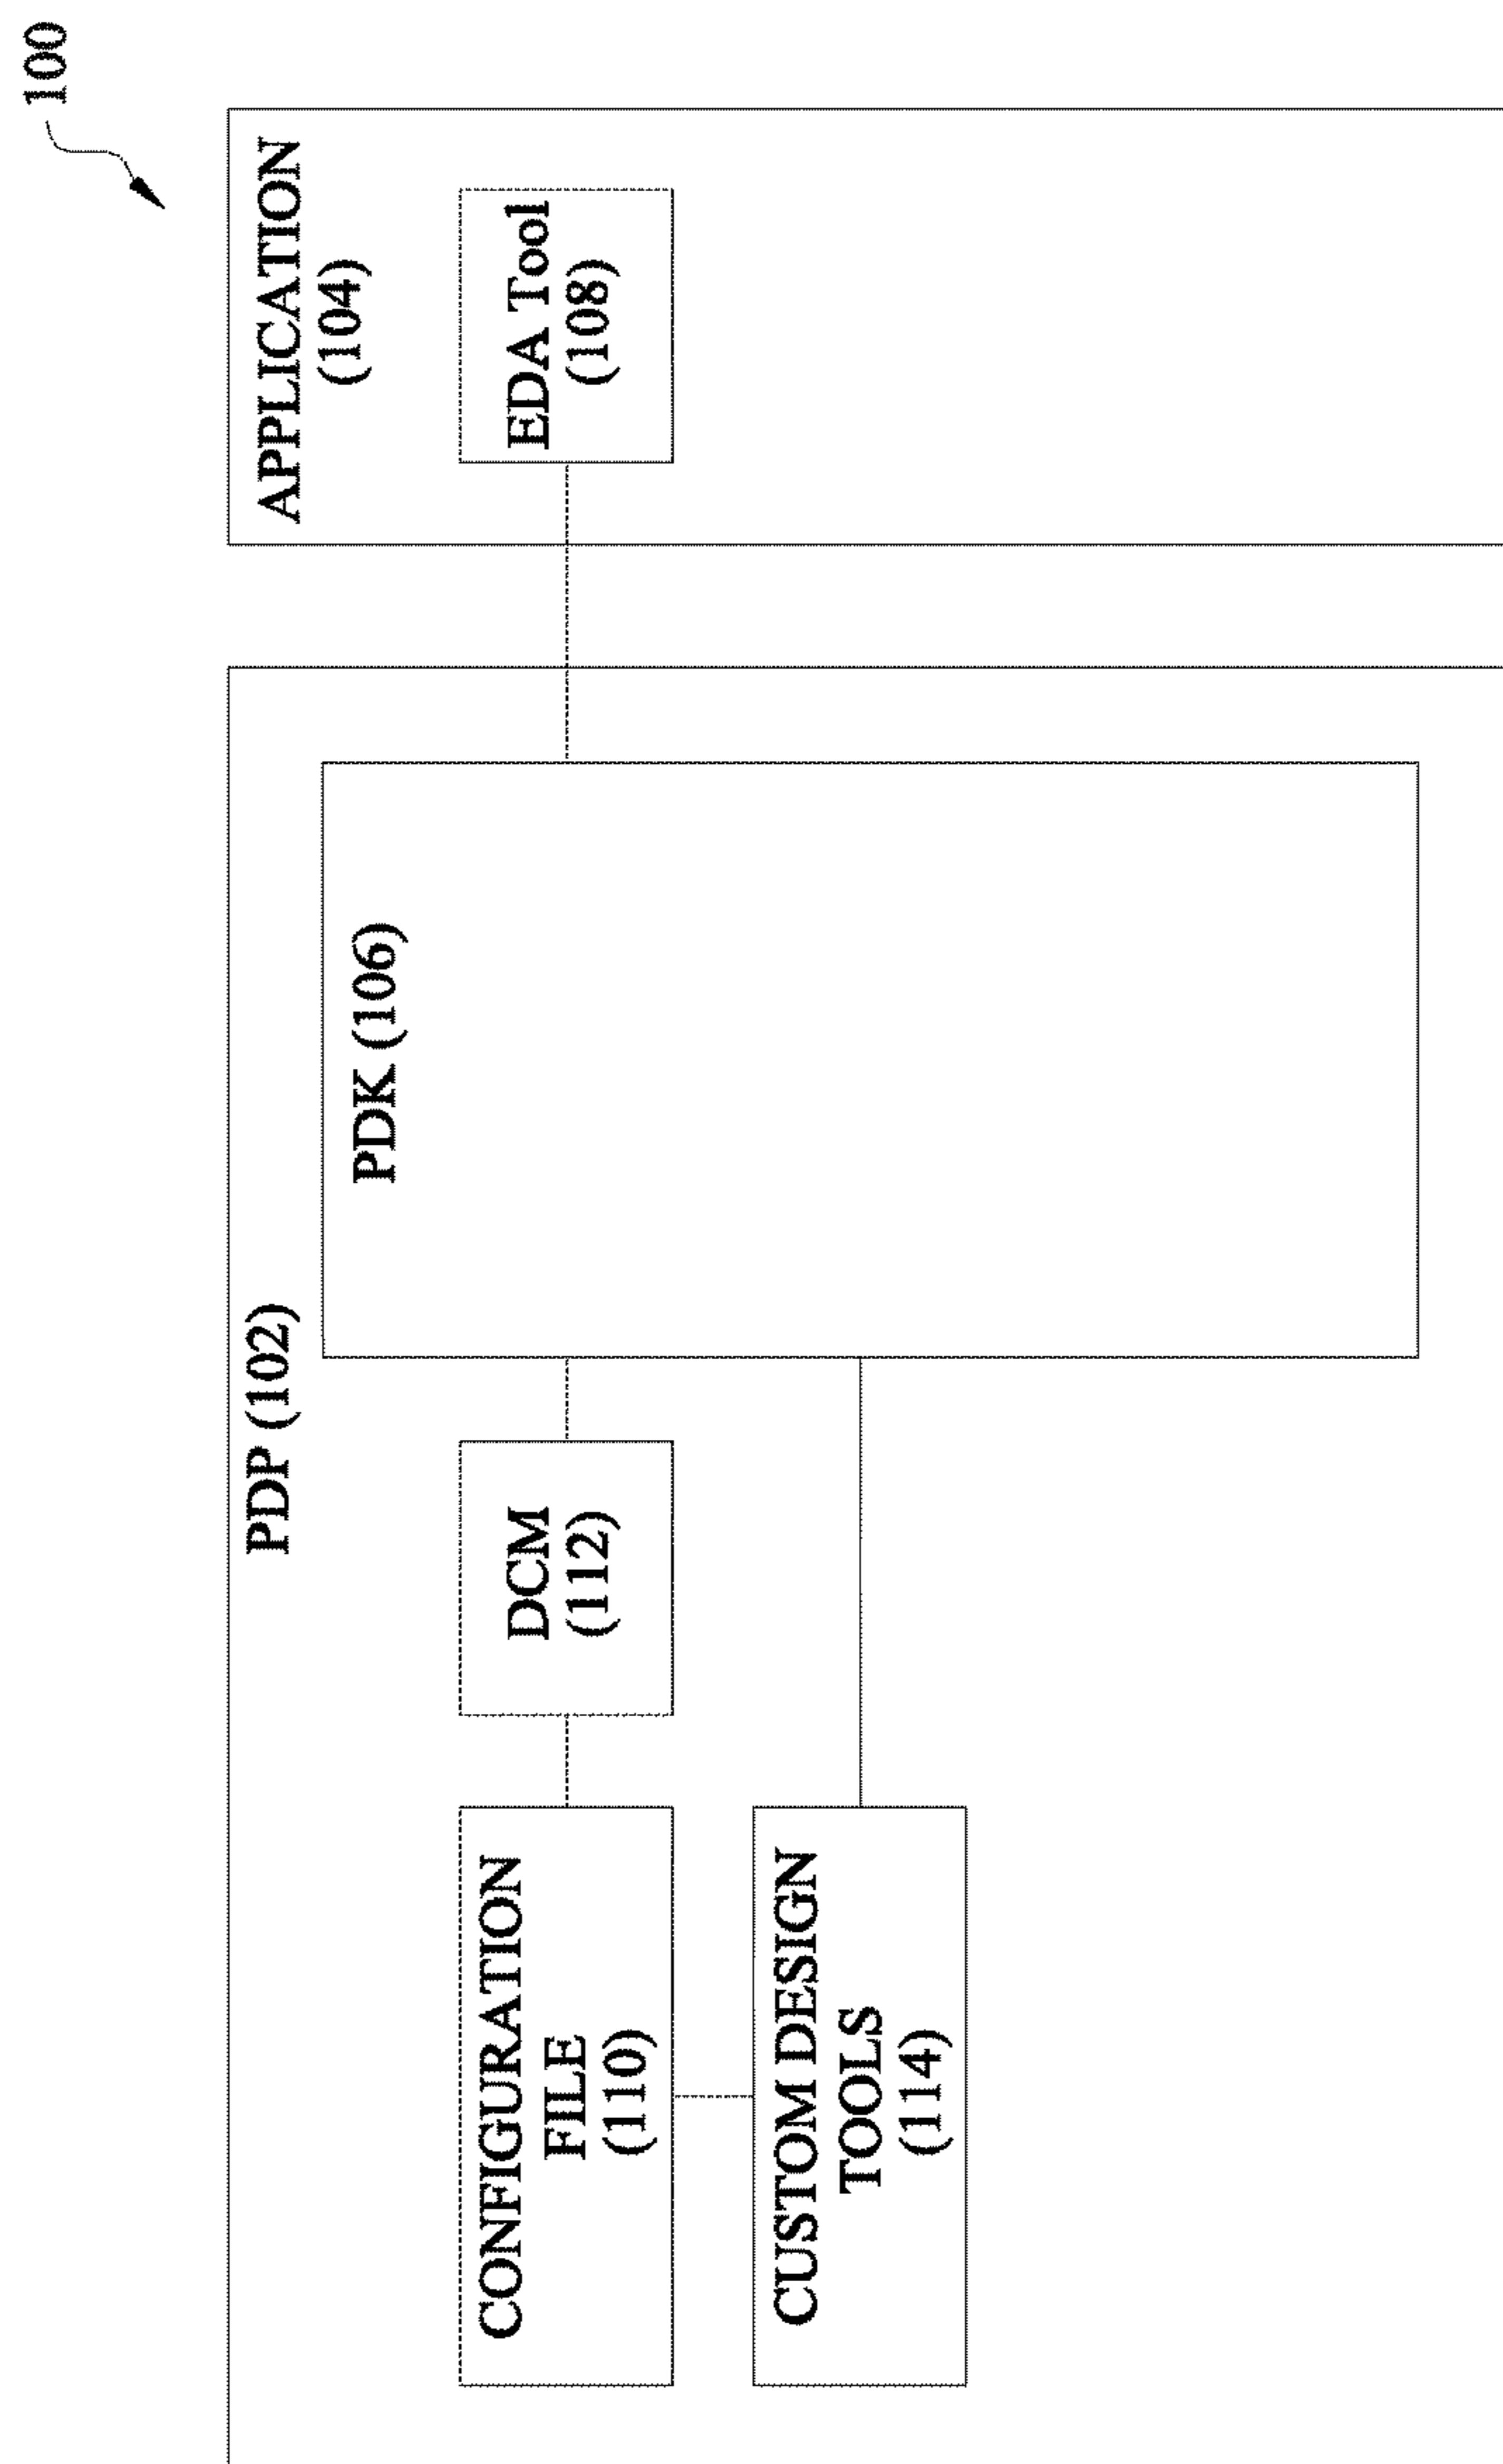 100
PDP (102)
APPLICATION
(104)
PDK (106)
CONFIGURATION
FILE
(110)
DCM
(112)
EDA Tool
(108)
CUSTOM DESIGN
TOOLS
(114)